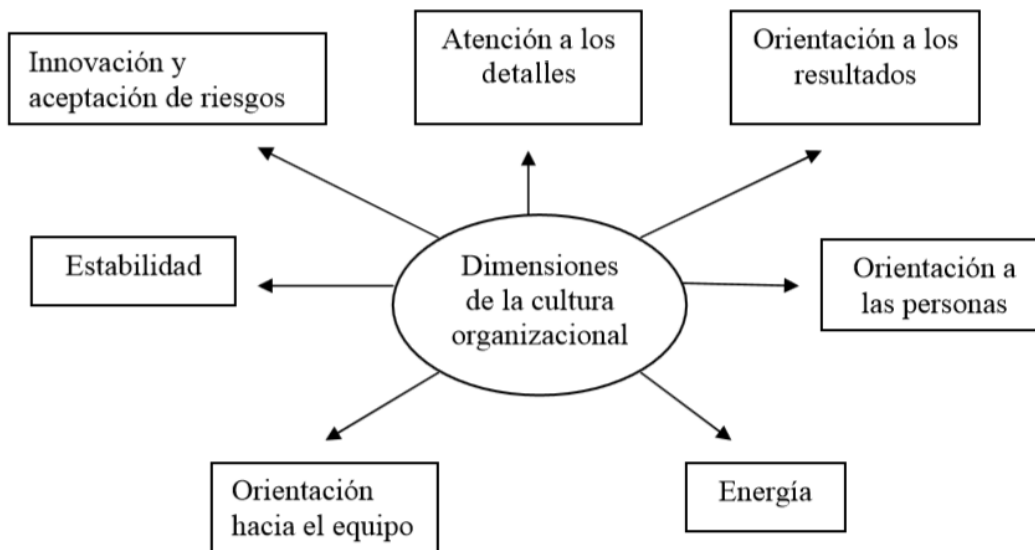 Innovación y
aceptación de riesgos
Atención a los
detalles
Orientación a los
resultados
Estabilidad
Dimensiones
de la cultura
organizacional
Orientación a
las personas
Orientación
hacia el equipo
Energía